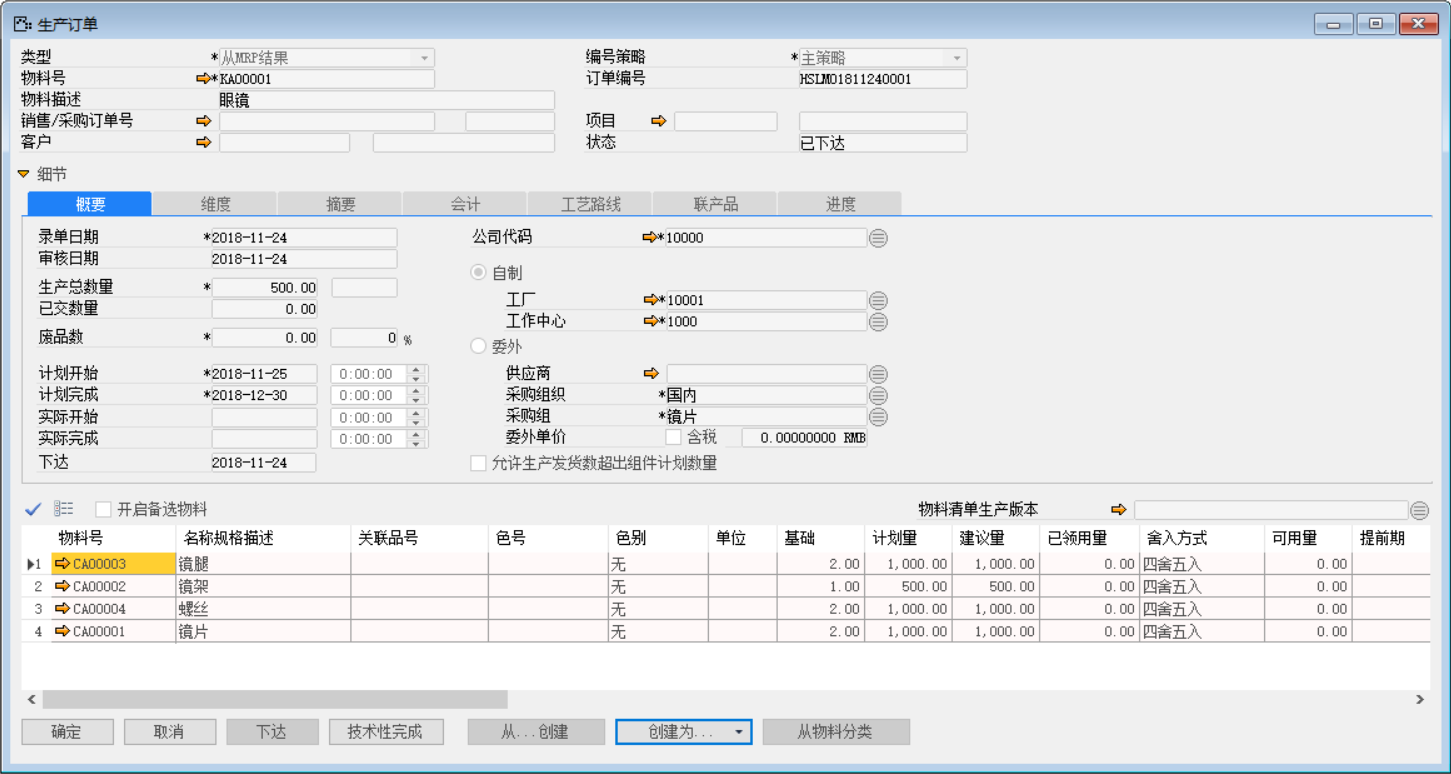 生产订单
类型 *从MRP结果 编号策略 *主策略
物料号 *KA00001 订单编号 HSLM01811240001
物料描述 眼镜
销售/采购订单号 项目
客户 状态 已下达
细节
概要 维度 摘要 会计 工艺路线 联产品 进度
录单日期 *2018-11-24 公司代码 *10000
审核日期 2018-11-24
自制
生产总数量 * 500.00 工厂 *10001
已交数量 0.00 工作中心 *1000
废品数 * 0.00 0 %
委外
计划开始 *2018-11-25 0:00:00 供应商
计划完成 *2018-12-30 0:00:00 采购组织 *国内
实际开始 0:00:00 采购组 *镜片
实际完成 0:00:00 委外单价 含税 0.00000000 RMB
下达 2018-11-24 允许生产发货数超出组件计划数量
开启备选物料 物料清单生产版本
物料号 名称规格描述 关联品号 色号 色别 单位 基础 计划量 建议量 已领用量 舍入方式 可用量 提前期
1 CA00003 镜腿 无 2.00 1,000.00 1,000.00 0.00 四舍五入 0.00
2 CA00002 镜架 无 1.00 500.00 500.00 0.00 四舍五入 0.00
3 CA00004 螺丝 无 2.00 1,000.00 1,000.00 0.00 四舍五入 0.00
4 CA00001 镜片 无 2.00 1,000.00 1,000.00 0.00 四舍五入 0.00
确定 取消 下达 技术性完成 从...创建 创建为... 从物料分类